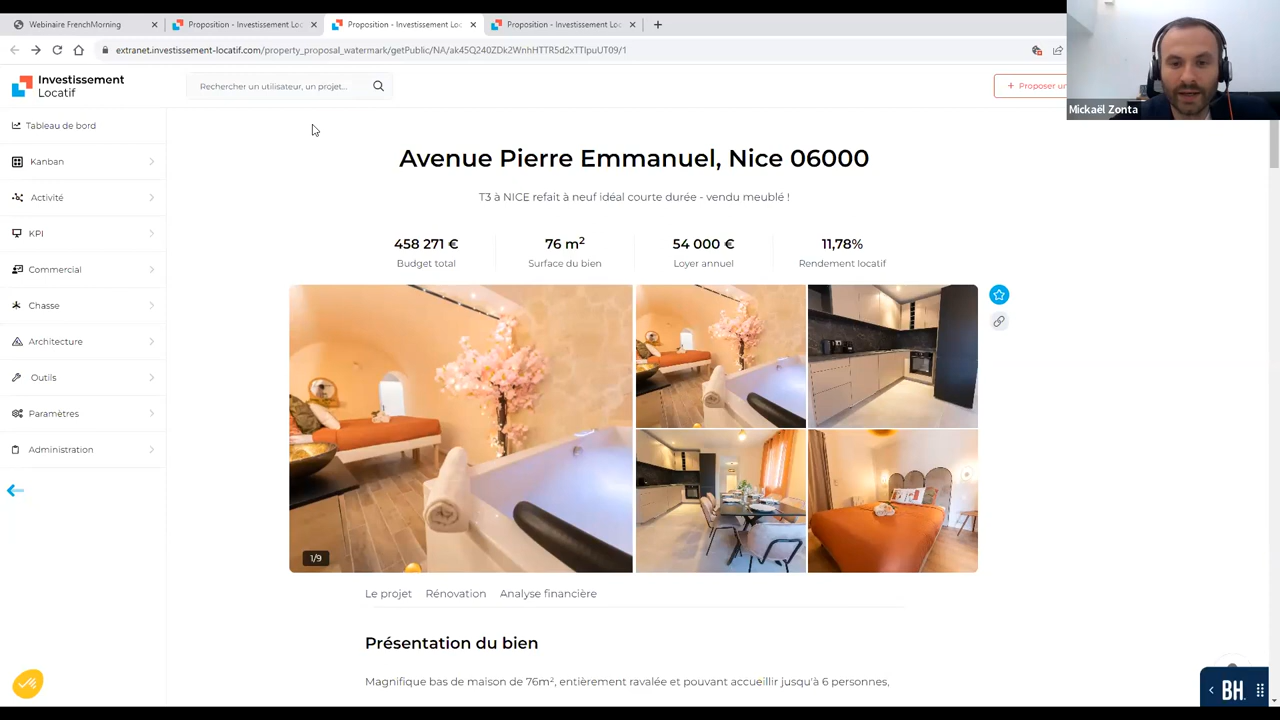 Webinaire FrenchMorning
Proposition - Investissement Loc
Proposition - Investissement Loc
Proposition - Investissement Loc
extranet.investissement-locatif.com/property_proposal_watermark/getPublic/NA/ak45Q240ZDk2WnhHTTR5d2xTTlpuUT09/1
Investissement
Locatif
Rechercher un utilisateur, un projet...
Proposer un
Mickaël Zonta
Tableau de bord
Kanban
Activité
KPI
Commercial
Chasse
Architecture
Outils
Paramètres
Administration
Avenue Pierre Emmanuel, Nice 06000
T3 à NICE refait à neuf idéal courte durée - vendu meublé !
458 271 €
Budget total
76 m²
Surface du bien
54 000 €
Loyer annuel
11,78%
Rendement locatif
1/9
Le projet Rénovation Analyse financière
Présentation du bien
Magnifique bas de maison de 76m², entièrement ravalée et pouvant accueillir jusqu'à 6 personnes,
BH